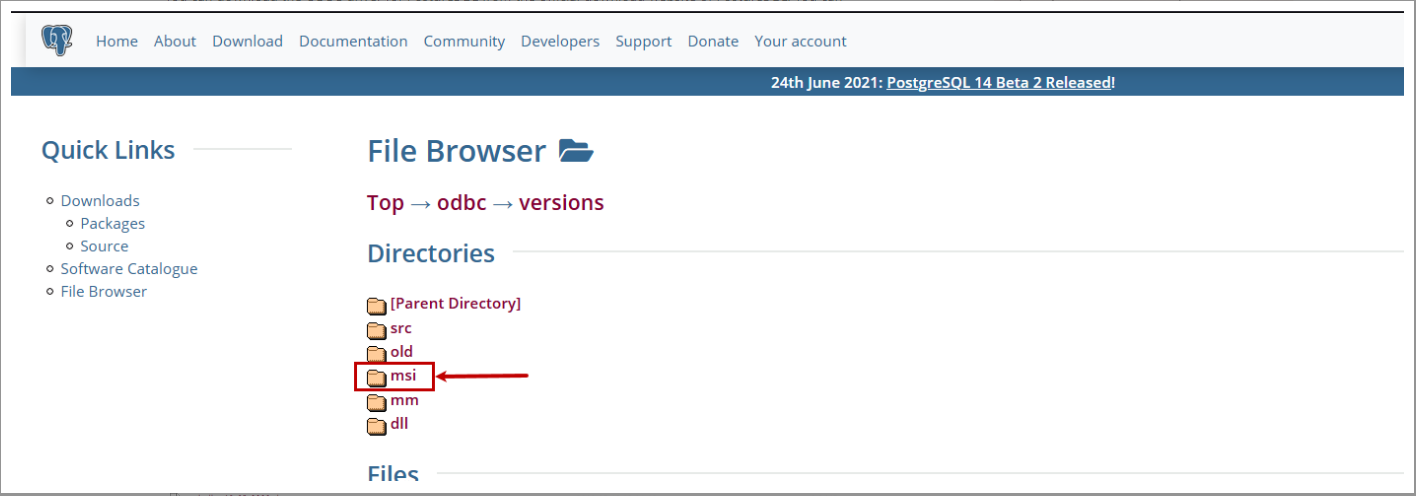 Home About Download Documentation Community Developers Support Donate Your account
24th June 2021: PostgreSQL 14 Beta 2 Released!
Quick Links
Downloads
Packages
Source
Software Catalogue
File Browser
File Browser
Top → odbc → versions
Directories
[Parent Directory]
src
old
msi
mm
dll
Files